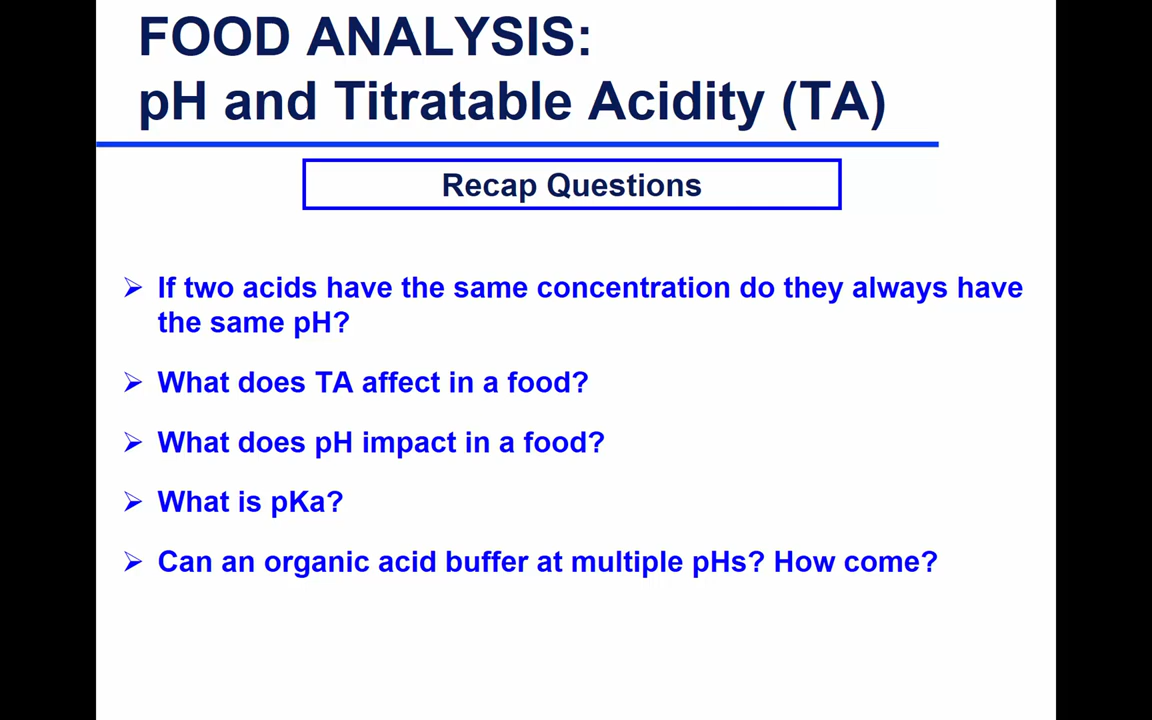 FOOD ANALYSIS:
pH and Titratable Acidity (TA)
Recap Questions
➢ If two acids have the same concentration do they always have
the same pH?
➢ What does TA affect in a food?
➢ What does pH impact in a food?
➢ What is pKa?
➢ Can an organic acid buffer at multiple pHs? How come?